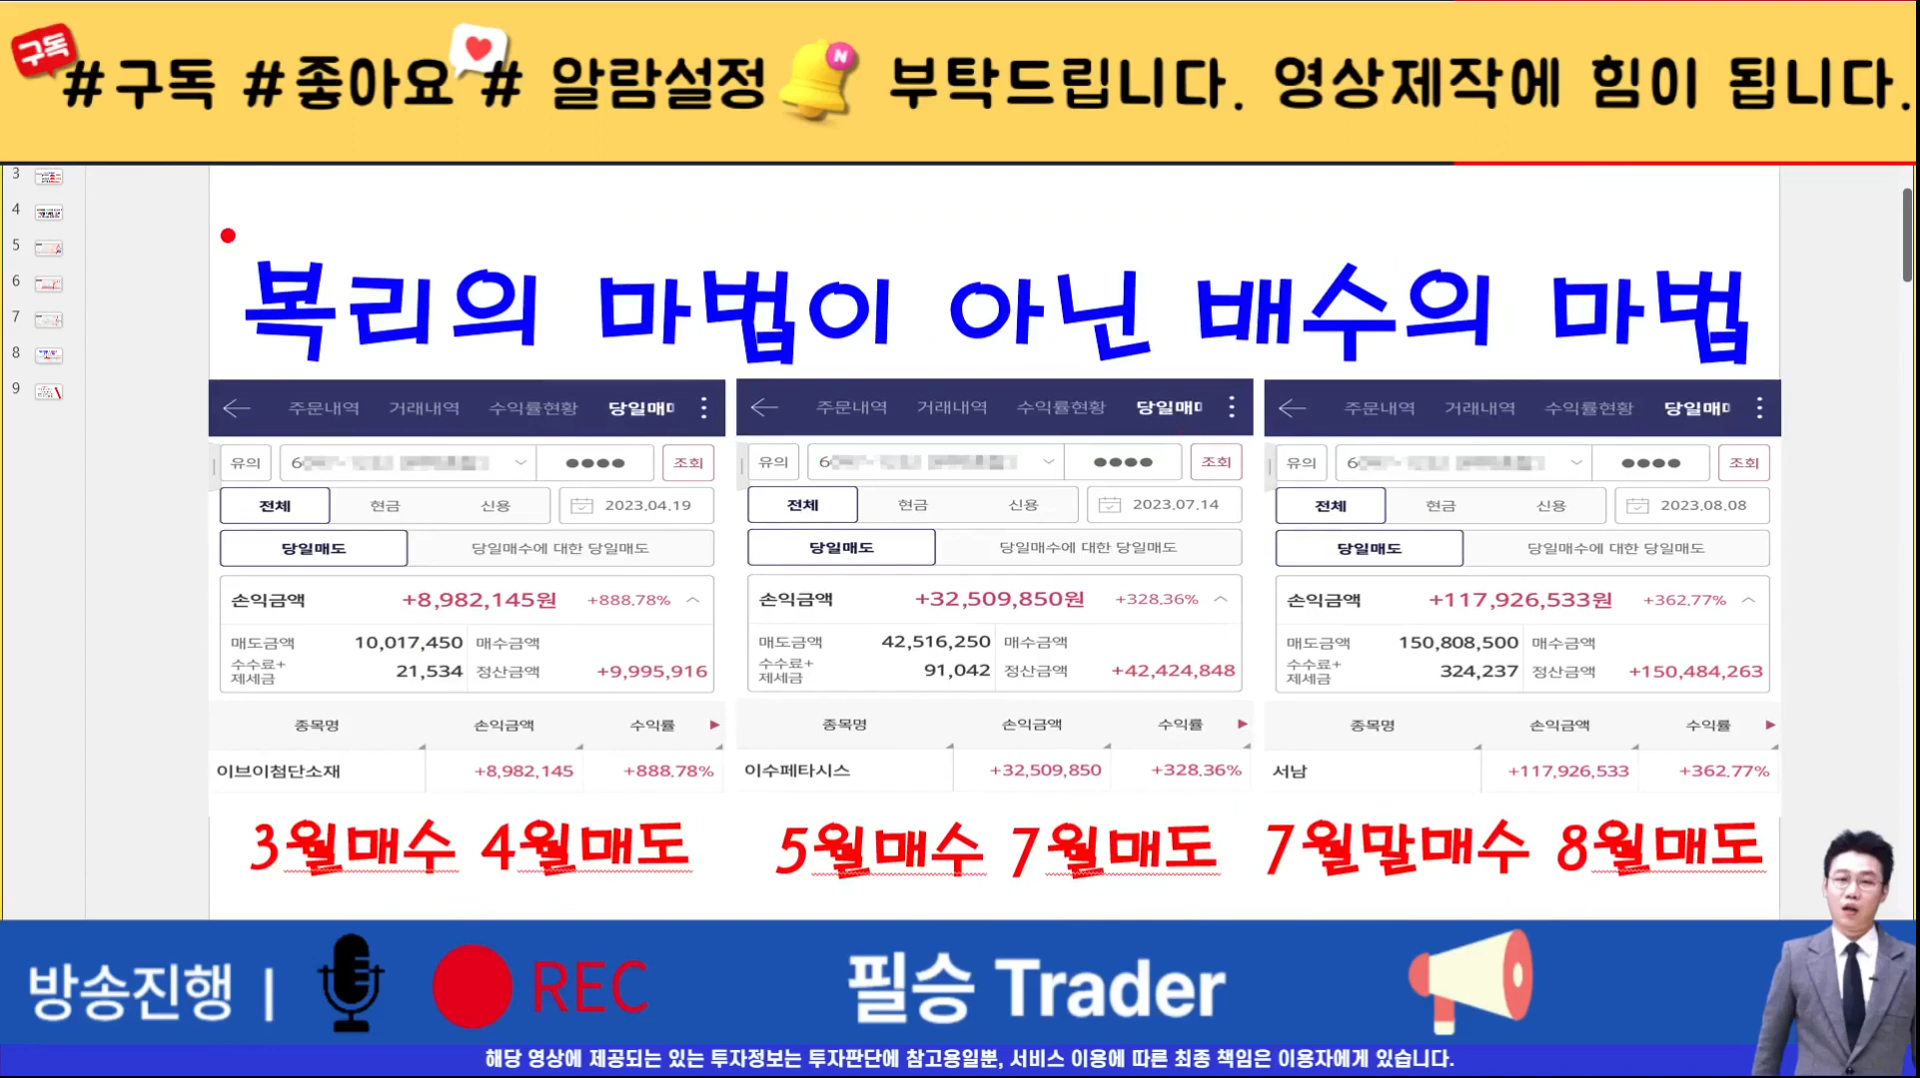 구독
#구독 #좋아요 # 알람설정 N 부탁드립니다. 영상제작에 힘이 됩니다.
3
4
5
6
7
8
9
복리의 마법이 아닌 배수의 마법
주문내역 거래내역 수익률현황 당일매
유의 6 ●●●● 조회
전체 현금 신용 2023.04.19
당일매도 당일매수에 대한 당일매도
손익금액 +8,982,145원 +888.78%
매도금액 10,017,450 매수금액
수수료+
제세금 21,534 정산금액 +9,995,916
종목명 손익금액 수익률
이브이첨단소재 +8,982,145 +888.78%
3월매수 4월매도
주문내역 거래내역 수익률현황 당일매
유의 6 ●●●● 조회
전체 현금 신용 2023.07.14
당일매도 당일매수에 대한 당일매도
손익금액 +32,509,850원 +328.36%
매도금액 42,516,250 매수금액
수수료+
제세금 91,042 정산금액 +42,424,848
종목명 손익금액 수익률
이수페타시스 +32,509,850 +328.36%
5월매수 7월매도
주문내역 거래내역 수익률현황 당일매
유의 6 ●●●● 조회
전체 현금 신용 2023.08.08
당일매도 당일매수에 대한 당일매도
손익금액 +117,926,533원 +362.77%
매도금액 150,808,500 매수금액
수수료+
제세금 324,237 정산금액 +150,484,263
종목명 손익금액 수익률
서남 +117,926,533 +362.77%
7월말매수 8월매도
방송진행 | REC 필승 Trader
해당 영상에 제공되는 있는 투자정보는 투자판단에 참고용일뿐, 서비스 이용에 따른 최종 책임은 이용자에게 있습니다.